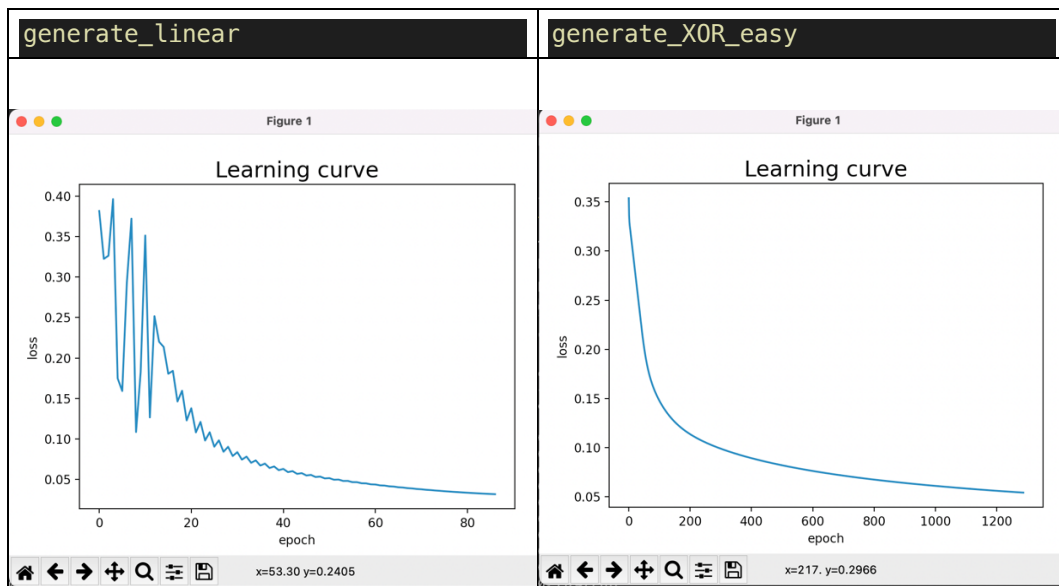 generate_linear
Figure 1
Learning curve
0.40
0.35
0.30
0.25
0.20
0.15
0.10
0.05
loss
0 20 40 60 80
epoch
x=53.30 y=0.2405
generate_XOR_easy
Figure 1
Learning curve
0.35
0.30
0.25
0.20
0.15
0.10
0.05
loss
0 200 400 600 800 1000 1200
epoch
x=217. y=0.2966